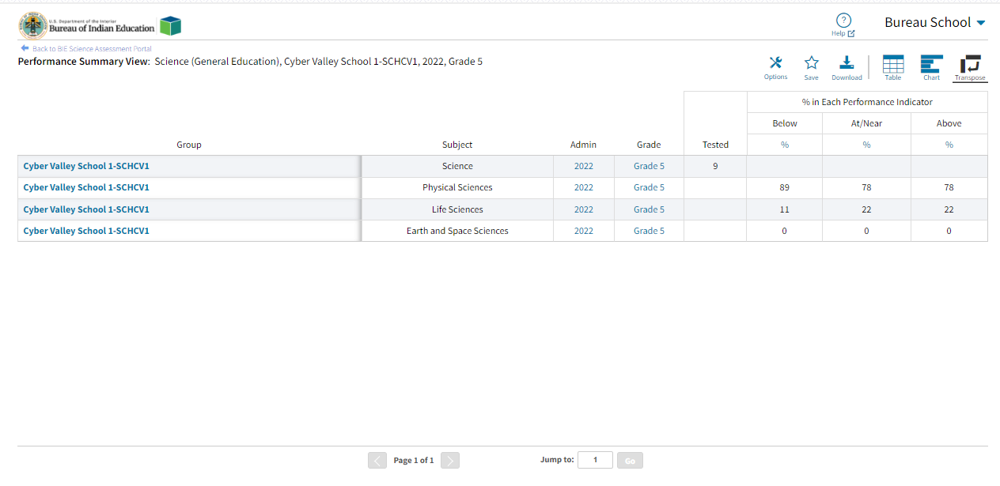 U.S. Department of the Interior
Bureau of Indian Education
Help
Bureau School
Back to BIE Science Assessment Portal
Performance Summary View: Science (General Education), Cyber Valley School 1-SCHCV1, 2022, Grade 5
Options Save Download Table Chart Transpose
% in Each Performance Indicator
Below At/Near Above
Group Subject Admin Grade Tested % % %
Cyber Valley School 1-SCHCV1 Science 2022 Grade 5 9
Cyber Valley School 1-SCHCV1 Physical Sciences 2022 Grade 5 89 78 78
Cyber Valley School 1-SCHCV1 Life Sciences 2022 Grade 5 11 22 22
Cyber Valley School 1-SCHCV1 Earth and Space Sciences 2022 Grade 5 0 0 0
Page 1 of 1 Jump to: 1 Go